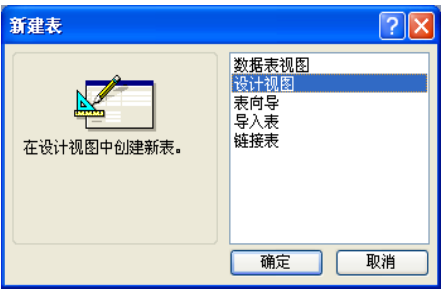 新建表
在设计视图中创建新表。
数据表视图
设计视图
表向导
导入表
链接表
确定
取消